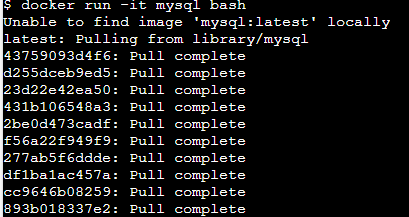 $ docker run -it mysql bash
Unable to find image 'mysql:latest' locally
latest: Pulling from library/mysql
43759093d4f6: Pull complete
d255dceb9ed5: Pull complete
23d22e42ea50: Pull complete
431b106548a3: Pull complete
2be0d473cadf: Pull complete
f56a22f949f9: Pull complete
277ab5f6ddde: Pull complete
df1ba1ac457a: Pull complete
cc9646b08259: Pull complete
893b018337e2: Pull complete